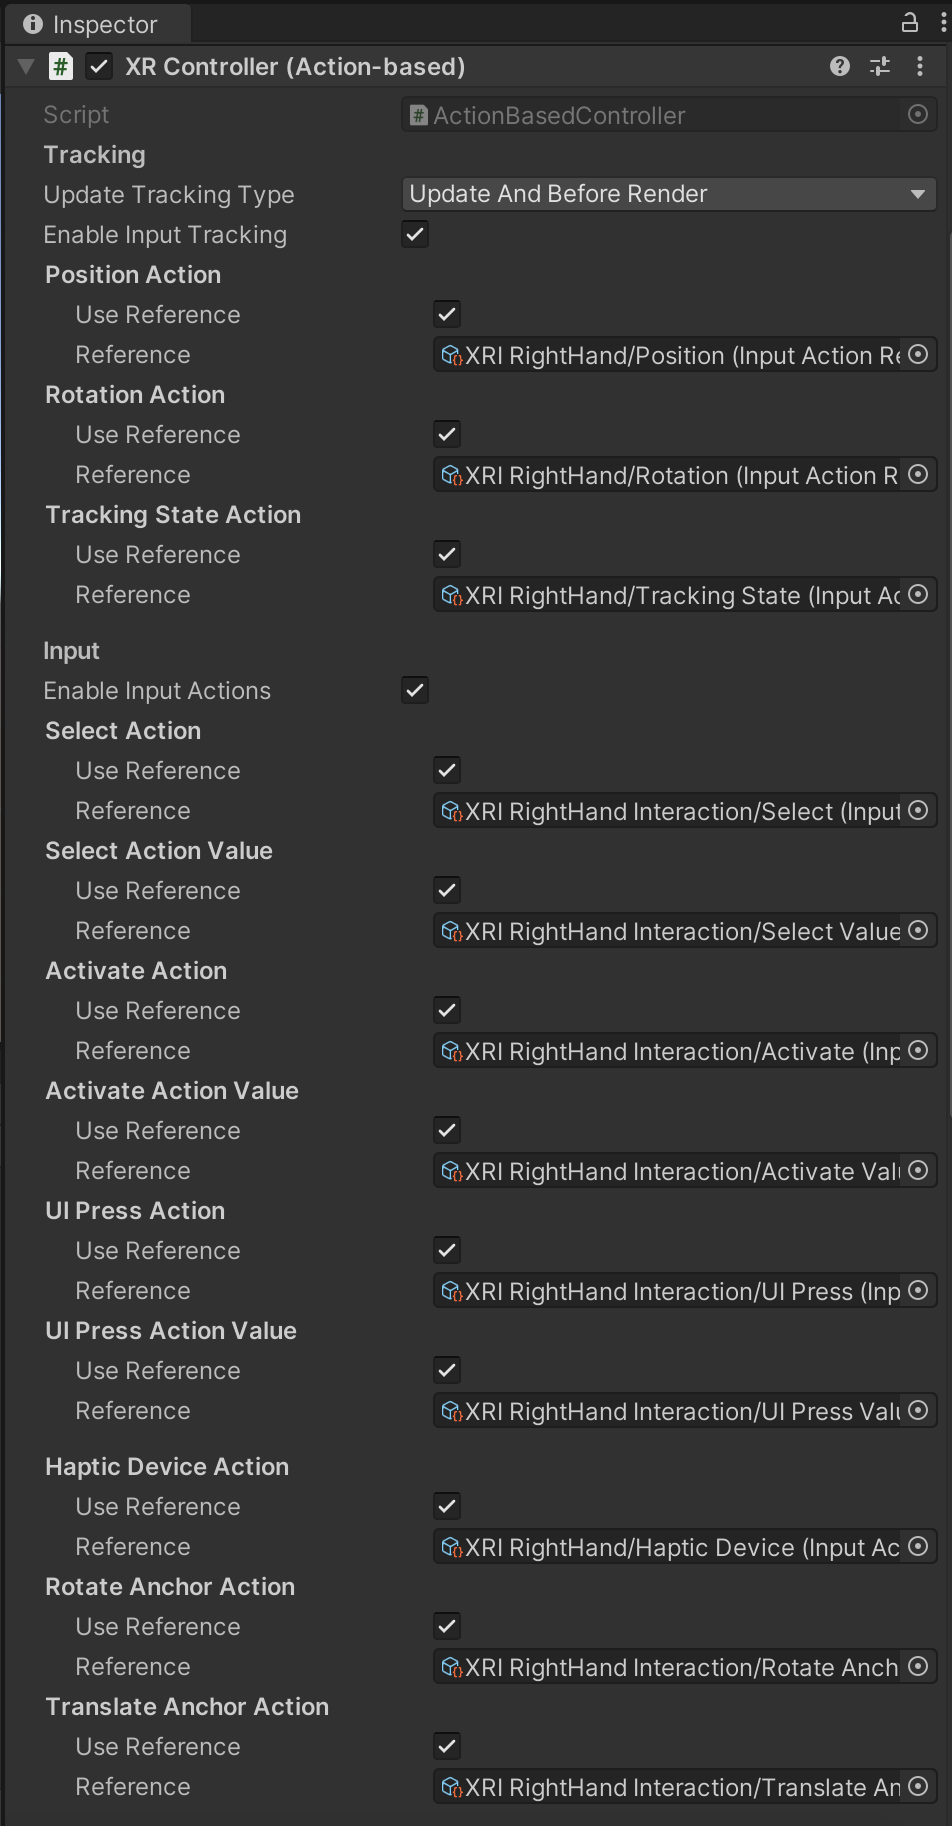 Inspector
XR Controller (Action-based)
Script # ActionBasedController
Tracking
Update Tracking Type Update And Before Render
Enable Input Tracking
Position Action
Use Reference
Reference XRI RightHand/Position (Input Action Re
Rotation Action
Use Reference
Reference XRI RightHand/Rotation (Input Action R
Tracking State Action
Use Reference
Reference XRI RightHand/Tracking State (Input Ac
Input
Enable Input Actions
Select Action
Use Reference
Reference XRI RightHand Interaction/Select (Input
Select Action Value
Use Reference
Reference XRI RightHand Interaction/Select Value
Activate Action
Use Reference
Reference XRI RightHand Interaction/Activate (Inp
Activate Action Value
Use Reference
Reference XRI RightHand Interaction/Activate Valu
UI Press Action
Use Reference
Reference XRI RightHand Interaction/UI Press (Inp
UI Press Action Value
Use Reference
Reference XRI RightHand Interaction/UI Press Valu
Haptic Device Action
Use Reference
Reference XRI RightHand/Haptic Device (Input Ac
Rotate Anchor Action
Use Reference
Reference XRI RightHand Interaction/Rotate Anch
Translate Anchor Action
Use Reference
Reference XRI RightHand Interaction/Translate An